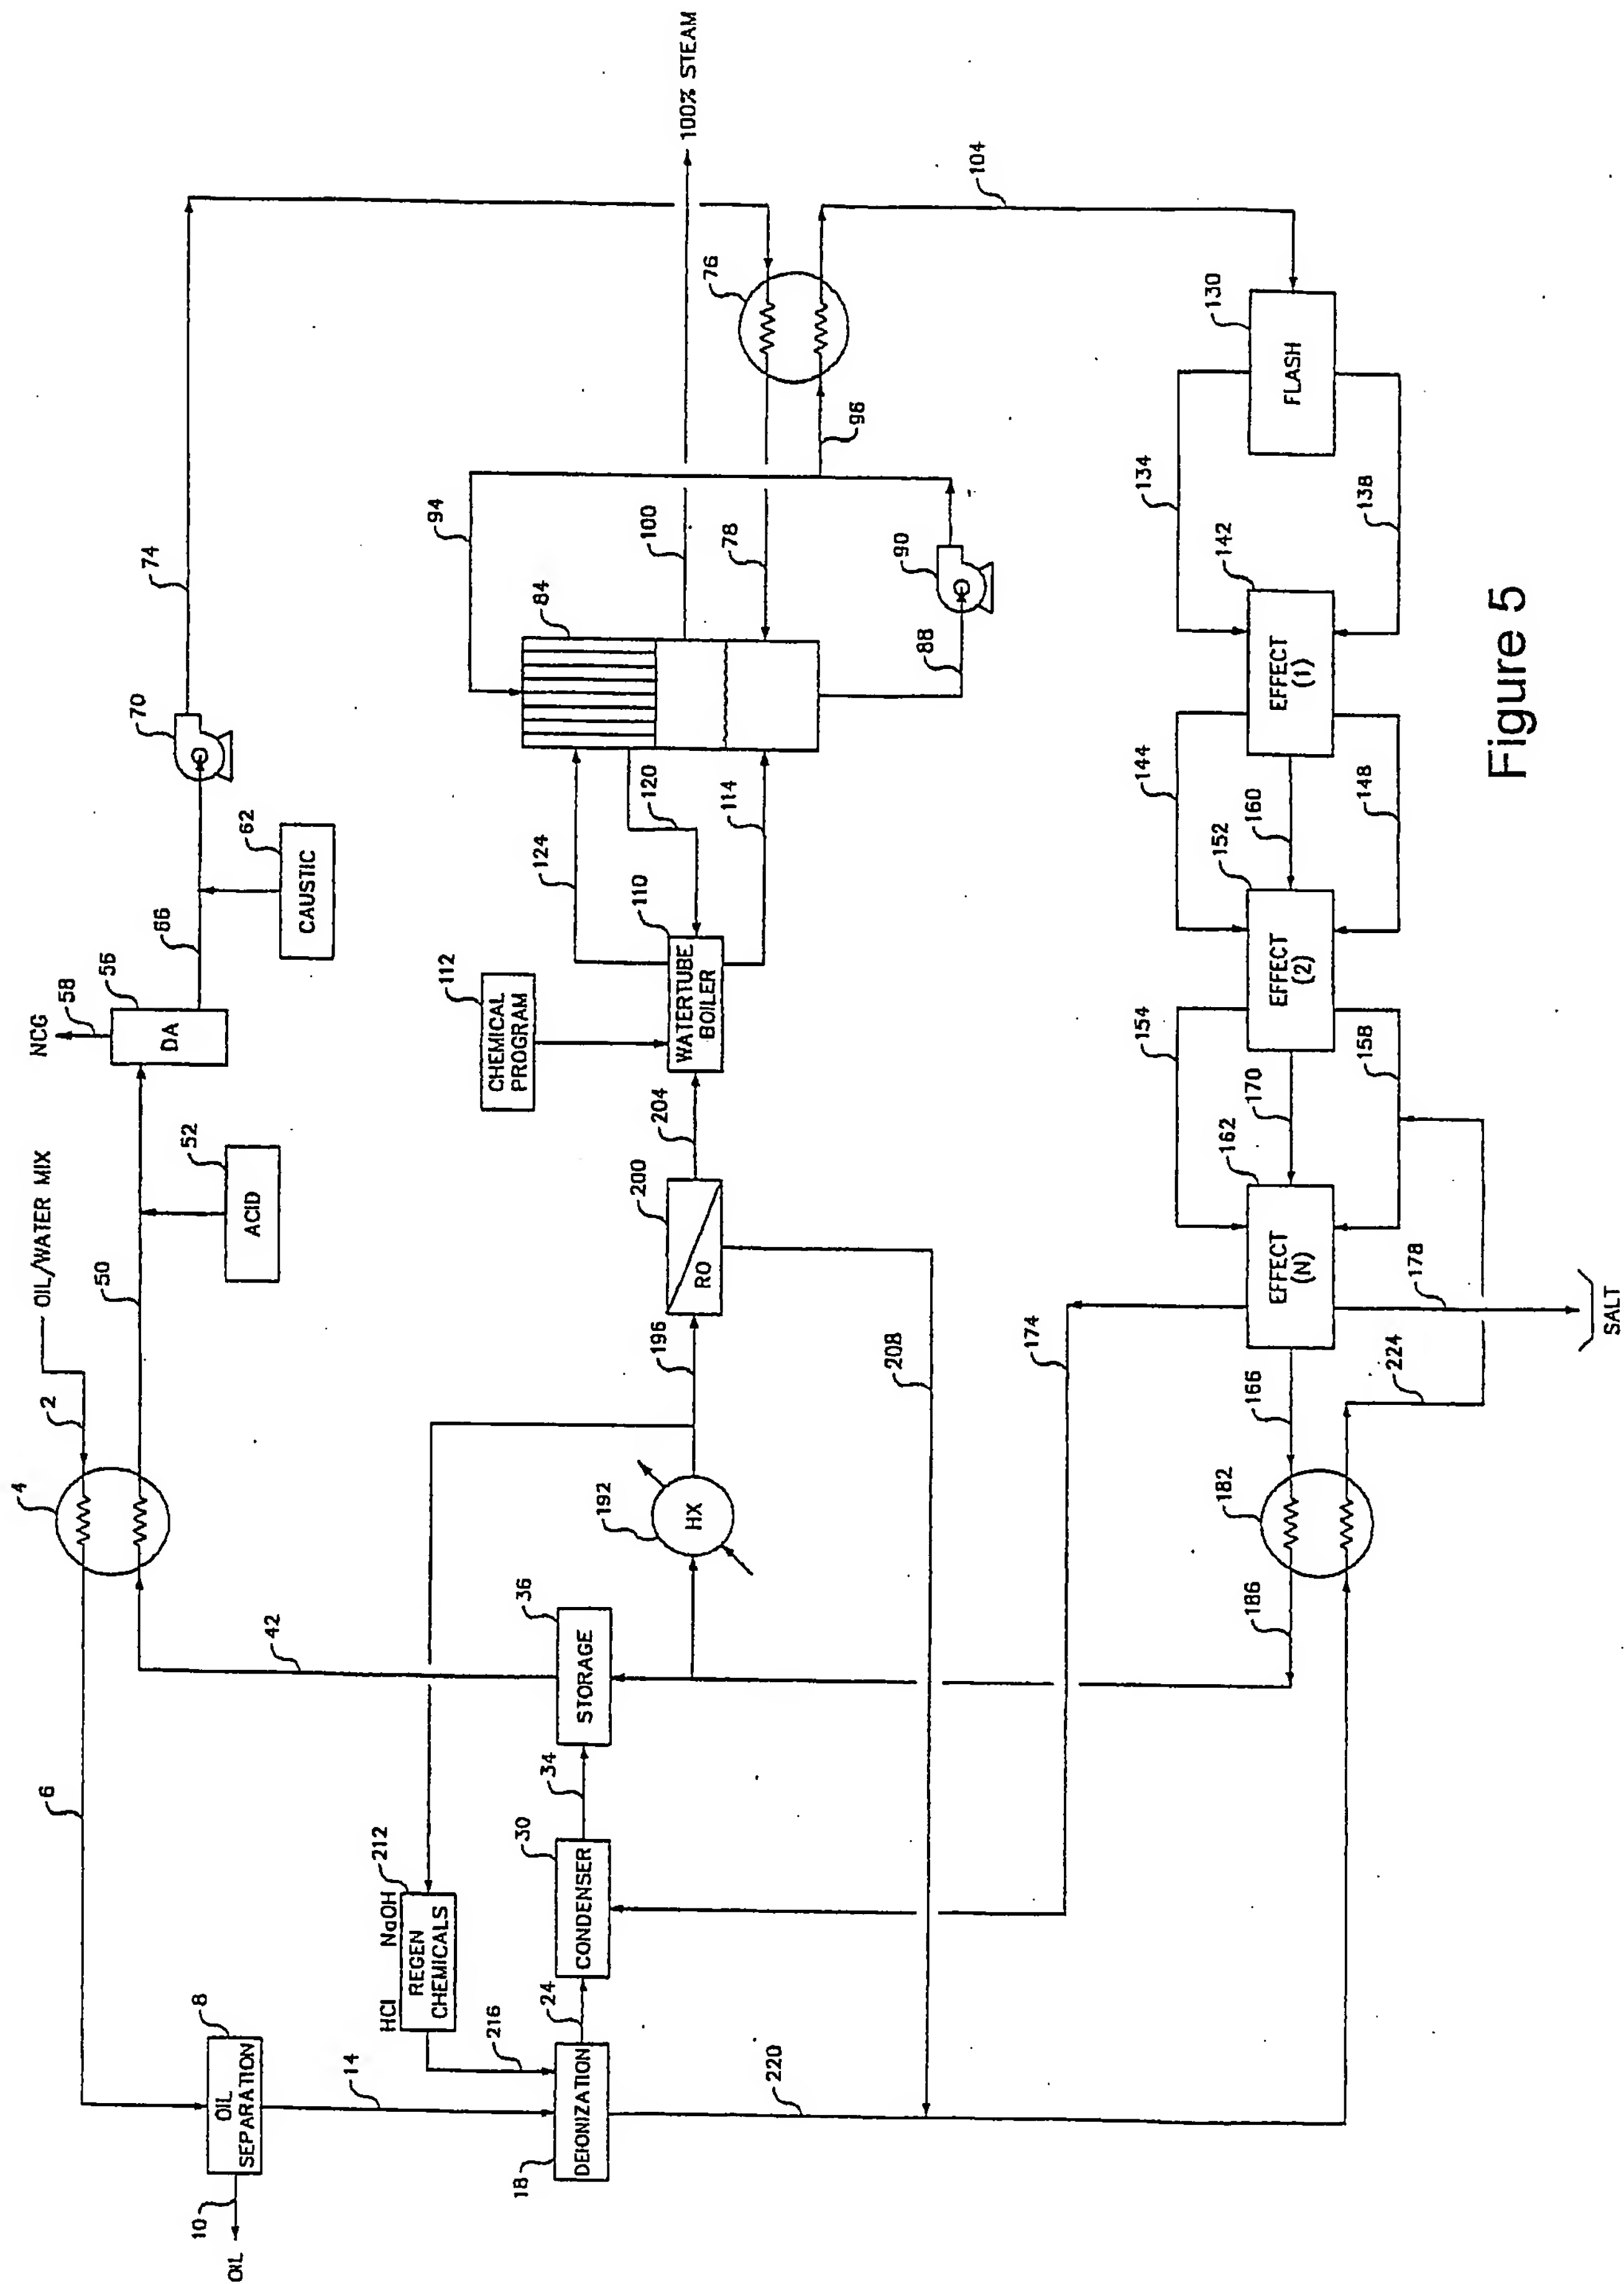 OIL/WATER MIX
2
4
6
8
OIL
SEPARATION
10
OIL
14
42
50
52
ACID
NCG
58
DA
56
66
62
CAUSTIC
70
74
HCl NaOH
212
REGEN
CHEMICALS
216
18
DEIONIZATION
24
30
CONDENSER
34
36
STORAGE
192
HX
196
200
RO
204
208
112
CHEMICAL
PROGRAM
110
WATERTUBE
BOILER
124
120
114
84
94
100
100% STEAM
78
88
90
96
76
104
220
174
130
FLASH
134
138
142
EFFECT
(1)
144
148
160
152
EFFECT
(2)
154
158
170
162
EFFECT
(N)
166
178
SALT
182
186
224
Figure 5